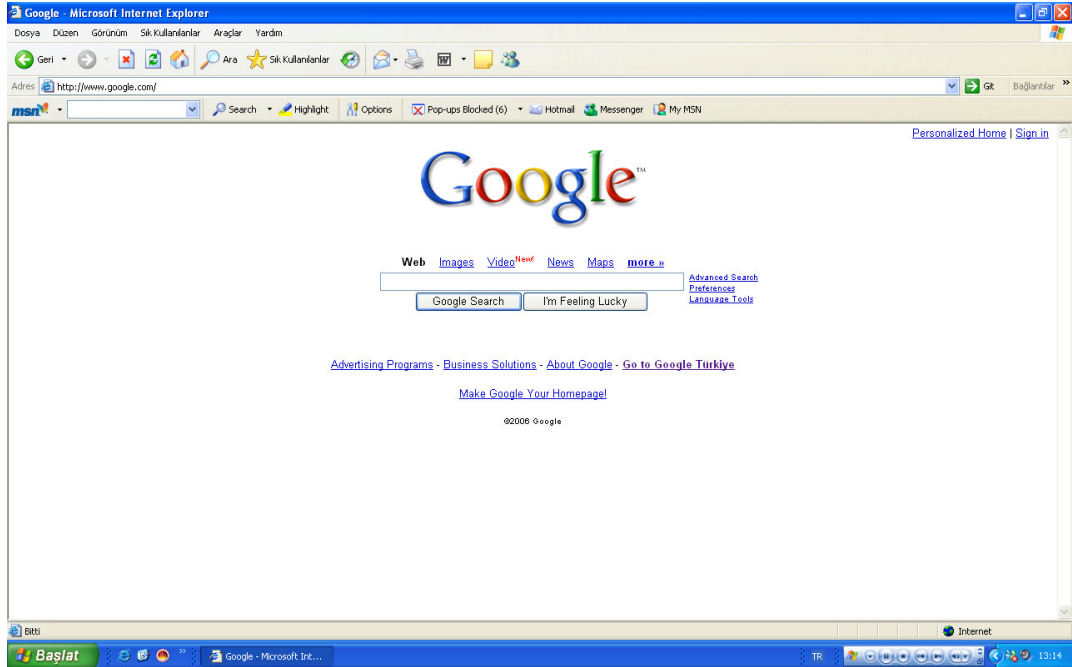 Google - Microsoft Internet Explorer
Dosya Düzen Görünüm Sık Kullanılanlar Araçlar Yardım
Geri Ara Sık Kullanılanlar
Adres http://www.google.com/ Git Bağlantılar »
msn Search Highlight Options Pop-ups Blocked (6) Hotmail Messenger My MSN
Personalized Home | Sign in
Google™
Web Images Video New! News Maps more »
Advanced Search
Preferences
Language Tools
Google Search I'm Feeling Lucky
Advertising Programs - Business Solutions - About Google - Go to Google Türkiye
Make Google Your Homepage!
©2006 Google
Bitti Internet
Başlat » Google - Microsoft Int... TR 13:14